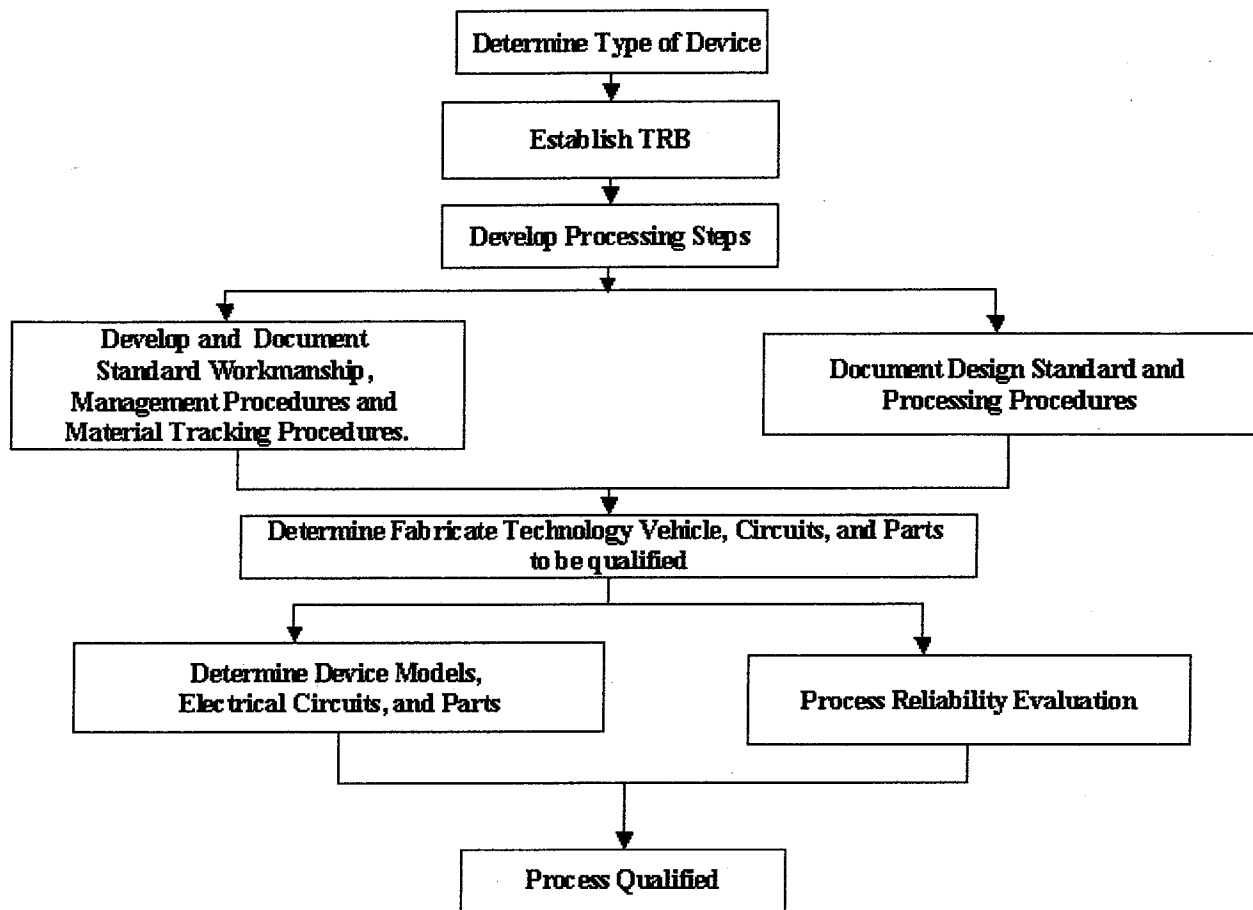 Determine Type of Device
Establish TRB
Develop Processing Steps
Develop and Document
Standard Workmanship,
Management Procedures and
Material Tracking Procedures.
Document Design Standard and
Processing Procedures
Determine Fabricate Technology Vehicle, Circuits, and Parts
to be qualified
Determine Device Models,
Electrical Circuits, and Parts
Process Reliability Evaluation
Process Qualified